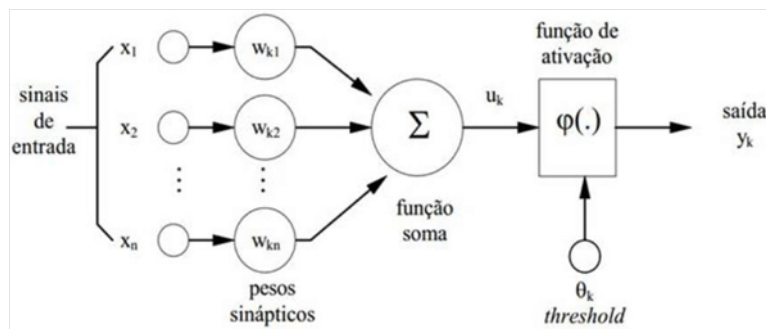 sinais
de
entrada
x₁
x₂
xₙ
wₖ₁
wₖ₂
wₖₙ
pesos
sinápticos
Σ
função
soma
uₖ
função de
ativação
φ(.)
θₖ
threshold
saída
yₖ